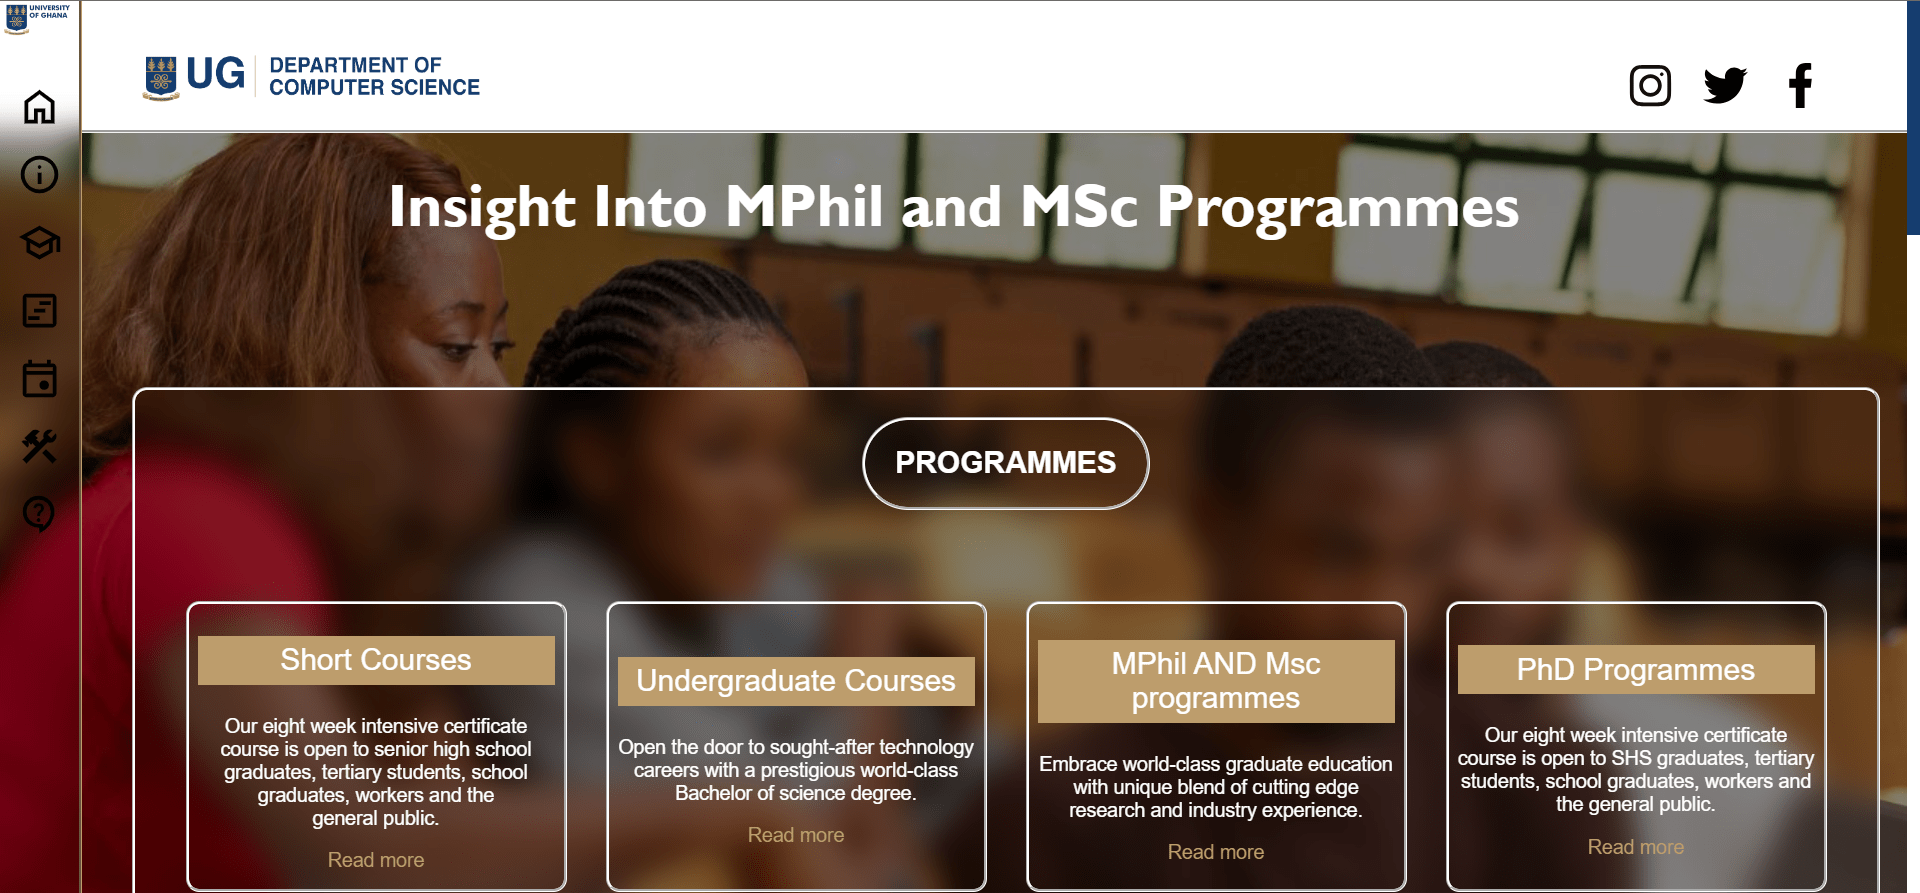 UNIVERSITY
OF GHANA
UG
DEPARTMENT OF
COMPUTER SCIENCE
Insight Into MPhil and MSc Programmes
PROGRAMMES
Short Courses
Our eight week intensive certificate
course is open to senior high school
graduates, tertiary students, school
graduates, workers and the
general public.
Read more
Undergraduate Courses
Open the door to sought-after technology
careers with a prestigious world-class
Bachelor of science degree.
Read more
MPhil AND Msc
programmes
Embrace world-class graduate education
with unique blend of cutting edge
research and industry experience.
Read more
PhD Programmes
Our eight week intensive certificate
course is open to SHS graduates, tertiary
students, school graduates, workers and
the general public.
Read more